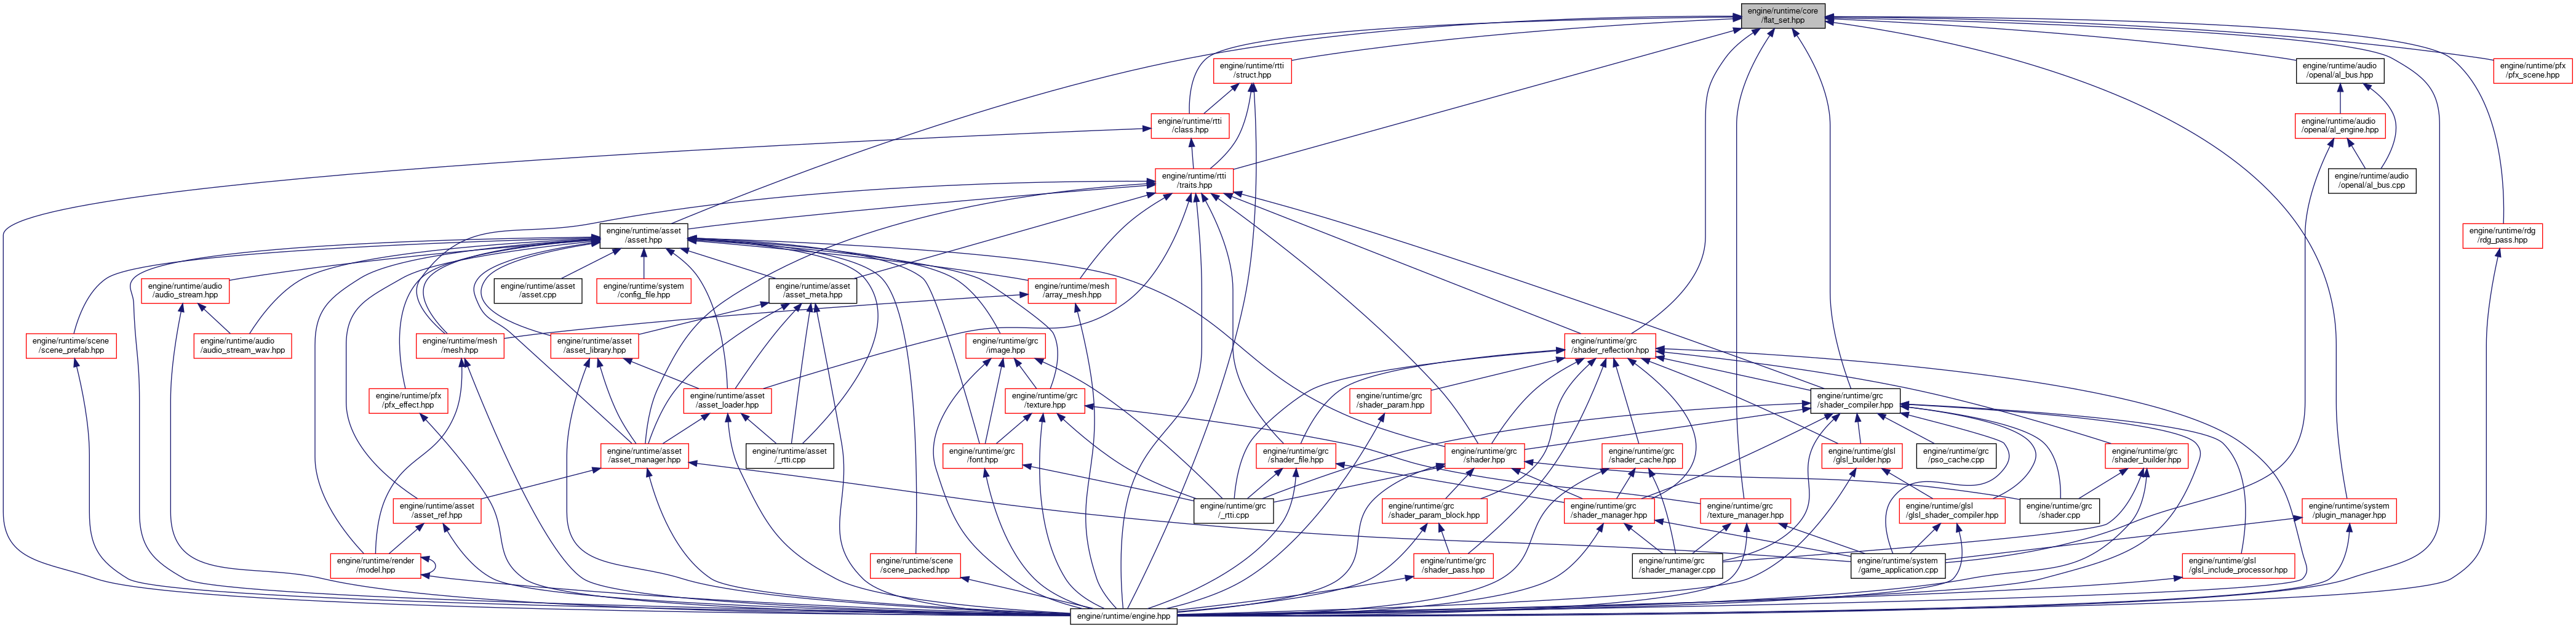 engine/runtime/core
/flat_set.hpp
engine/runtime/rtti
/struct.hpp
engine/runtime/audio
/openal/al_bus.hpp
engine/runtime/pfx
/pfx_scene.hpp
engine/runtime/rtti
/class.hpp
engine/runtime/audio
/openal/al_engine.hpp
engine/runtime/rtti
/traits.hpp
engine/runtime/audio
/openal/al_bus.cpp
engine/runtime/asset
/asset.hpp
engine/runtime/rdg
/rdg_pass.hpp
engine/runtime/audio
/audio_stream.hpp
engine/runtime/asset
/asset.cpp
engine/runtime/system
/config_file.hpp
engine/runtime/asset
/asset_meta.hpp
engine/runtime/mesh
/array_mesh.hpp
engine/runtime/scene
/scene_prefab.hpp
engine/runtime/audio
/audio_stream_wav.hpp
engine/runtime/mesh
/mesh.hpp
engine/runtime/asset
/asset_library.hpp
engine/runtime/grc
/image.hpp
engine/runtime/grc
/shader_reflection.hpp
engine/runtime/pfx
/pfx_effect.hpp
engine/runtime/asset
/asset_loader.hpp
engine/runtime/grc
/texture.hpp
engine/runtime/grc
/shader_param.hpp
engine/runtime/grc
/shader_compiler.hpp
engine/runtime/asset
/asset_manager.hpp
engine/runtime/asset
/_rtti.cpp
engine/runtime/grc
/font.hpp
engine/runtime/grc
/shader_file.hpp
engine/runtime/grc
/shader.hpp
engine/runtime/grc
/shader_cache.hpp
engine/runtime/glsl
/glsl_builder.hpp
engine/runtime/grc
/pso_cache.cpp
engine/runtime/grc
/shader_builder.hpp
engine/runtime/asset
/asset_ref.hpp
engine/runtime/grc
/_rtti.cpp
engine/runtime/grc
/shader_param_block.hpp
engine/runtime/grc
/shader_manager.hpp
engine/runtime/grc
/texture_manager.hpp
engine/runtime/glsl
/glsl_shader_compiler.hpp
engine/runtime/grc
/shader.cpp
engine/runtime/system
/plugin_manager.hpp
engine/runtime/render
/model.hpp
engine/runtime/scene
/scene_packed.hpp
engine/runtime/grc
/shader_pass.hpp
engine/runtime/grc
/shader_manager.cpp
engine/runtime/system
/game_application.cpp
engine/runtime/glsl
/glsl_include_processor.hpp
engine/runtime/engine.hpp